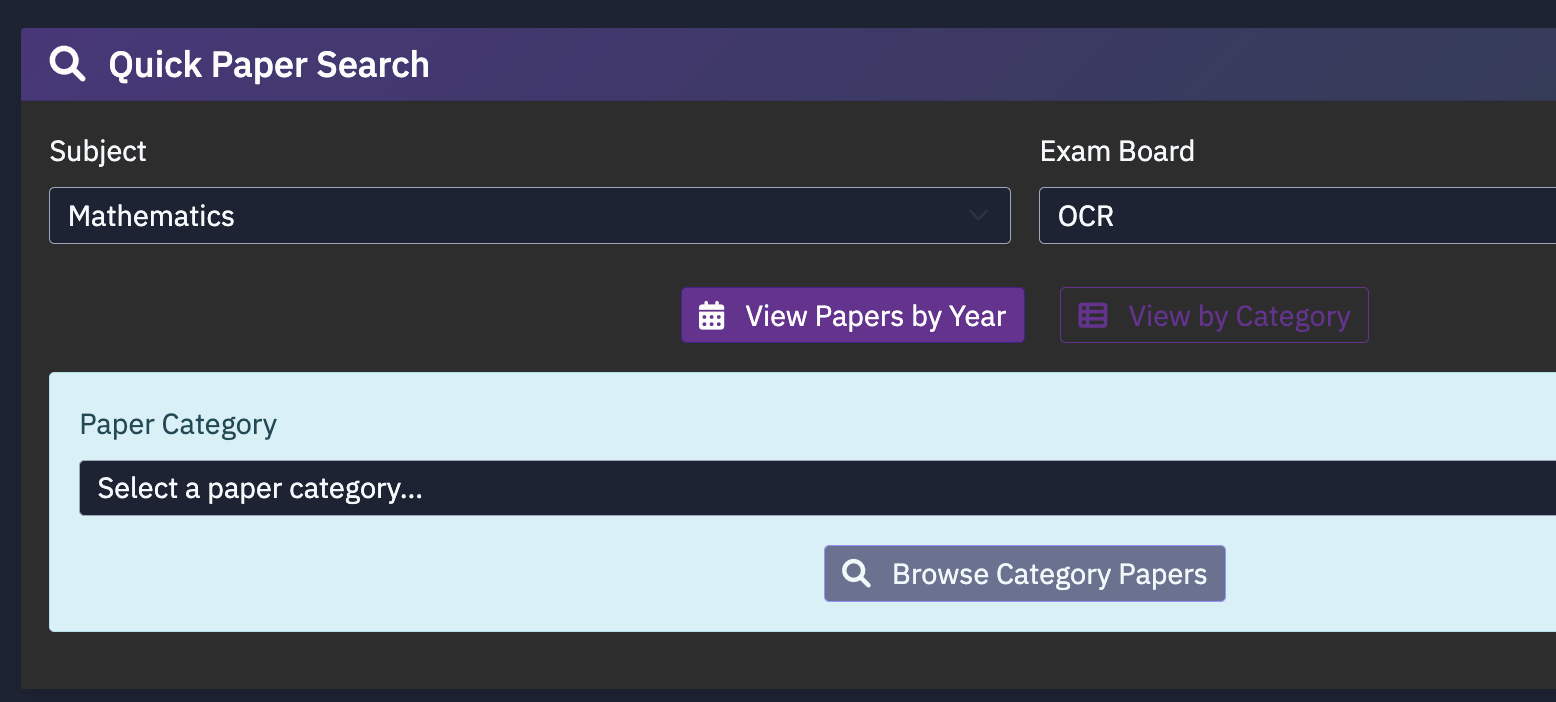 Quick Paper Search
Subject
Exam Board
Mathematics
OCR
View Papers by Year
View by Category
Paper Category
Select a paper category...
Browse Category Papers